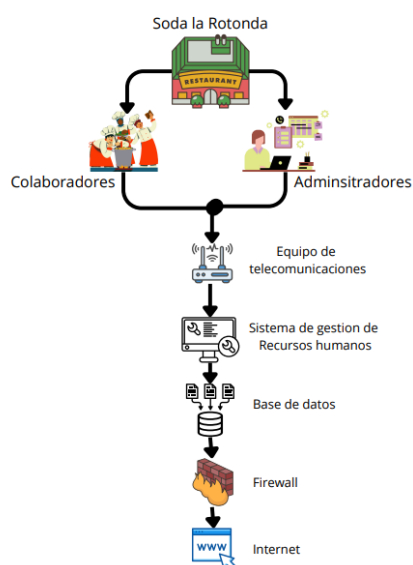 Soda la Rotonda
RESTAURANT
Colaboradores
Adminsitradores
Equipo de
telecomunicaciones
Sistema de gestion de
Recursos humanos
Base de datos
Firewall
WWW
Internet